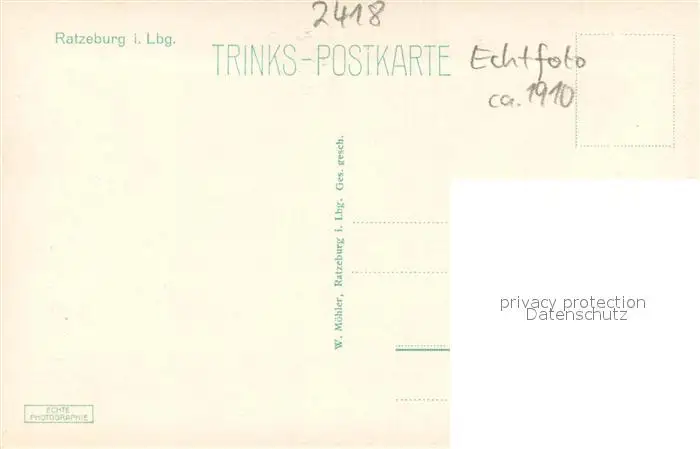 2418
Ratzeburg i. Lbg.
TRINKS-POSTKARTE
Echtfoto
ca. 1910
W. Möhler, Ratzeburg i. Lbg. Ges. gesch.
privacy protection
Datenschutz
ECHTE
PHOTOGRAPHIE